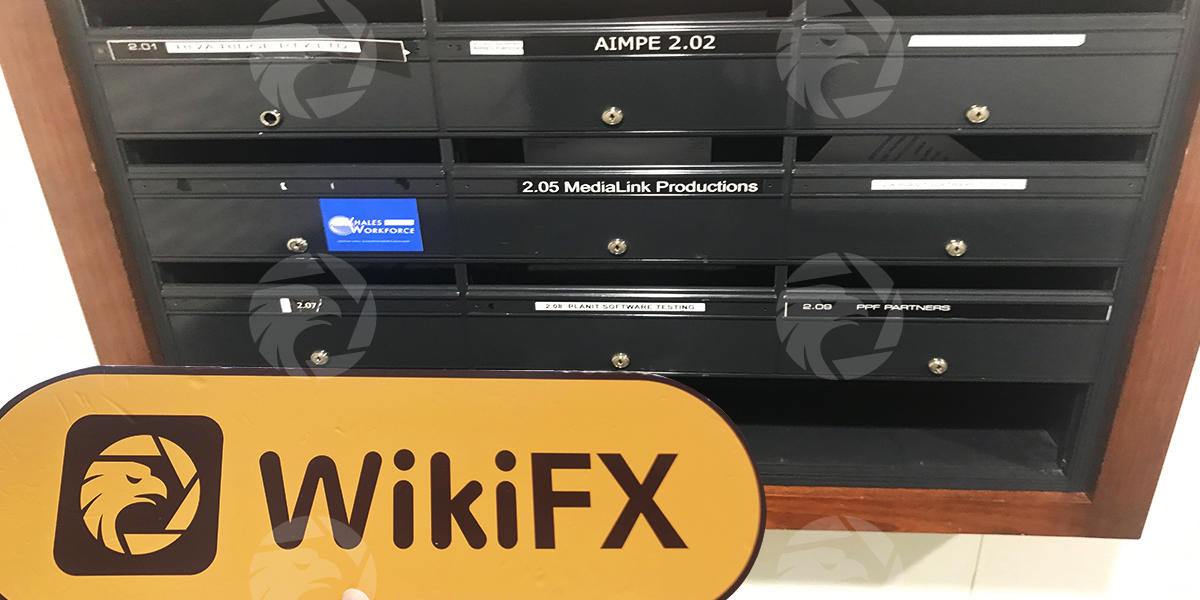 2.01
AIMPE 2.02
2.05 MediaLink Productions
HALES
WORKFORCE
2.07
2.08 PLANIT SOFTWARE TESTING
2.09 PPF PARTNERS
WikiFX